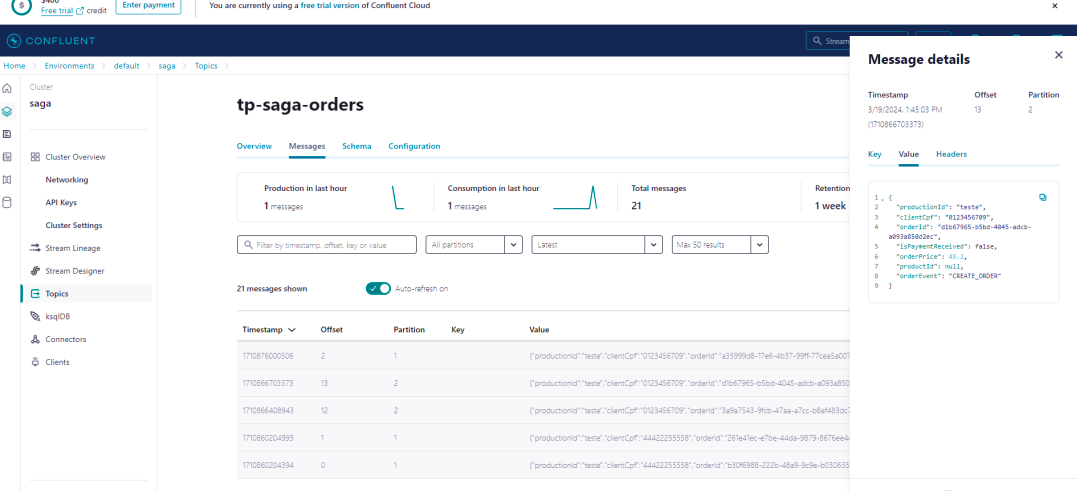 $400
Free trial credit
Enter payment
You are currently using a free trial version of Confluent Cloud
CONFLUENT
Stream
Home > Environments > default > saga > Topics >
Cluster
saga
Cluster Overview
Networking
API Keys
Cluster Settings
Stream Lineage
Stream Designer
Topics
ksqlDB
Connectors
Clients
tp-saga-orders
Overview Messages Schema Configuration
Production in last hour
1 messages
Consumption in last hour
1 messages
Total messages
21
Retention
1 week
Filter by timestamp, offset, key or value
All partitions
Latest
Max 50 results
21 messages shown
Auto-refresh on
Timestamp Offset Partition Key Value
1710876000506 2 1 {"productionId":"teste","clientCpf":"0123456709","orderId":"a35999d8-17e6-4b37-99ff-77cea5a007
1710866703373 13 2 {"productionId":"teste","clientCpf":"0123456709","orderId":"d1b67965-b5bd-4045-adcb-a093a850
1710866408943 12 2 {"productionId":"teste","clientCpf":"0123456709","orderId":"3a9a7543-9fcb-47aa-a7cc-b8ef483dc7
1710860204993 1 1 {"productionId":"teste","clientCpf":"44422255558","orderId":"261e41ec-e7be-44da-9879-8676ee4
1710860204394 0 1 {"productionId":"teste","clientCpf":"44422255558","orderId":"b30f6988-222b-48a9-9c9e-b030635
Message details
Timestamp Offset Partition
3/19/2024, 1:45:03 PM 13 2
(1710866703373)
Key Value Headers
1 {
2 "productionId": "teste",
3 "clientCpf": "0123456709",
4 "orderId": "d1b67965-b5bd-4045-adcb-
a093a850d2ec",
5 "isPaymentReceived": false,
6 "orderPrice": 40.2,
7 "productId": null,
8 "orderEvent": "CREATE_ORDER"
9 }